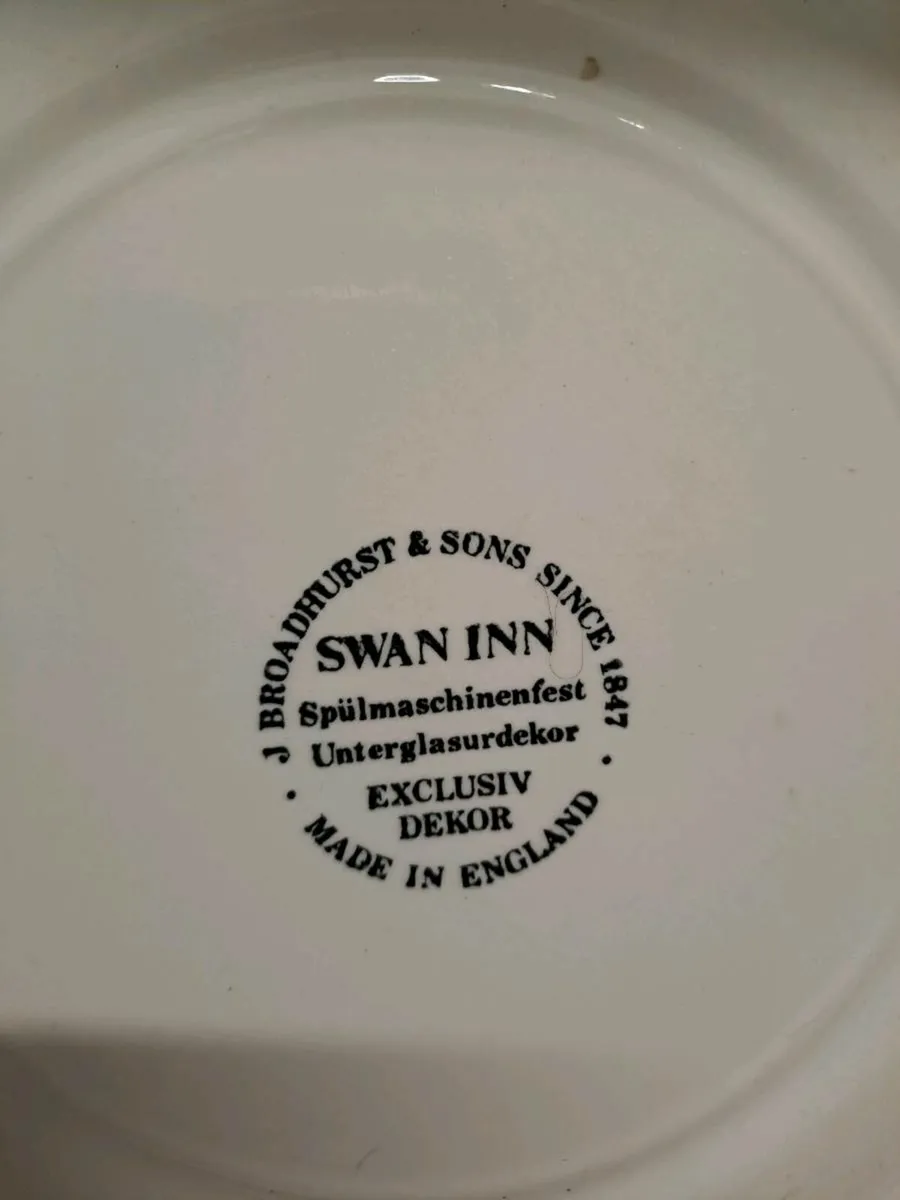 J BROADHURST & SONS SINCE 1847
SWAN INN
Spülmaschinenfest
Unterglasurdekor
EXCLUSIV
DEKOR
· MADE IN ENGLAND ·